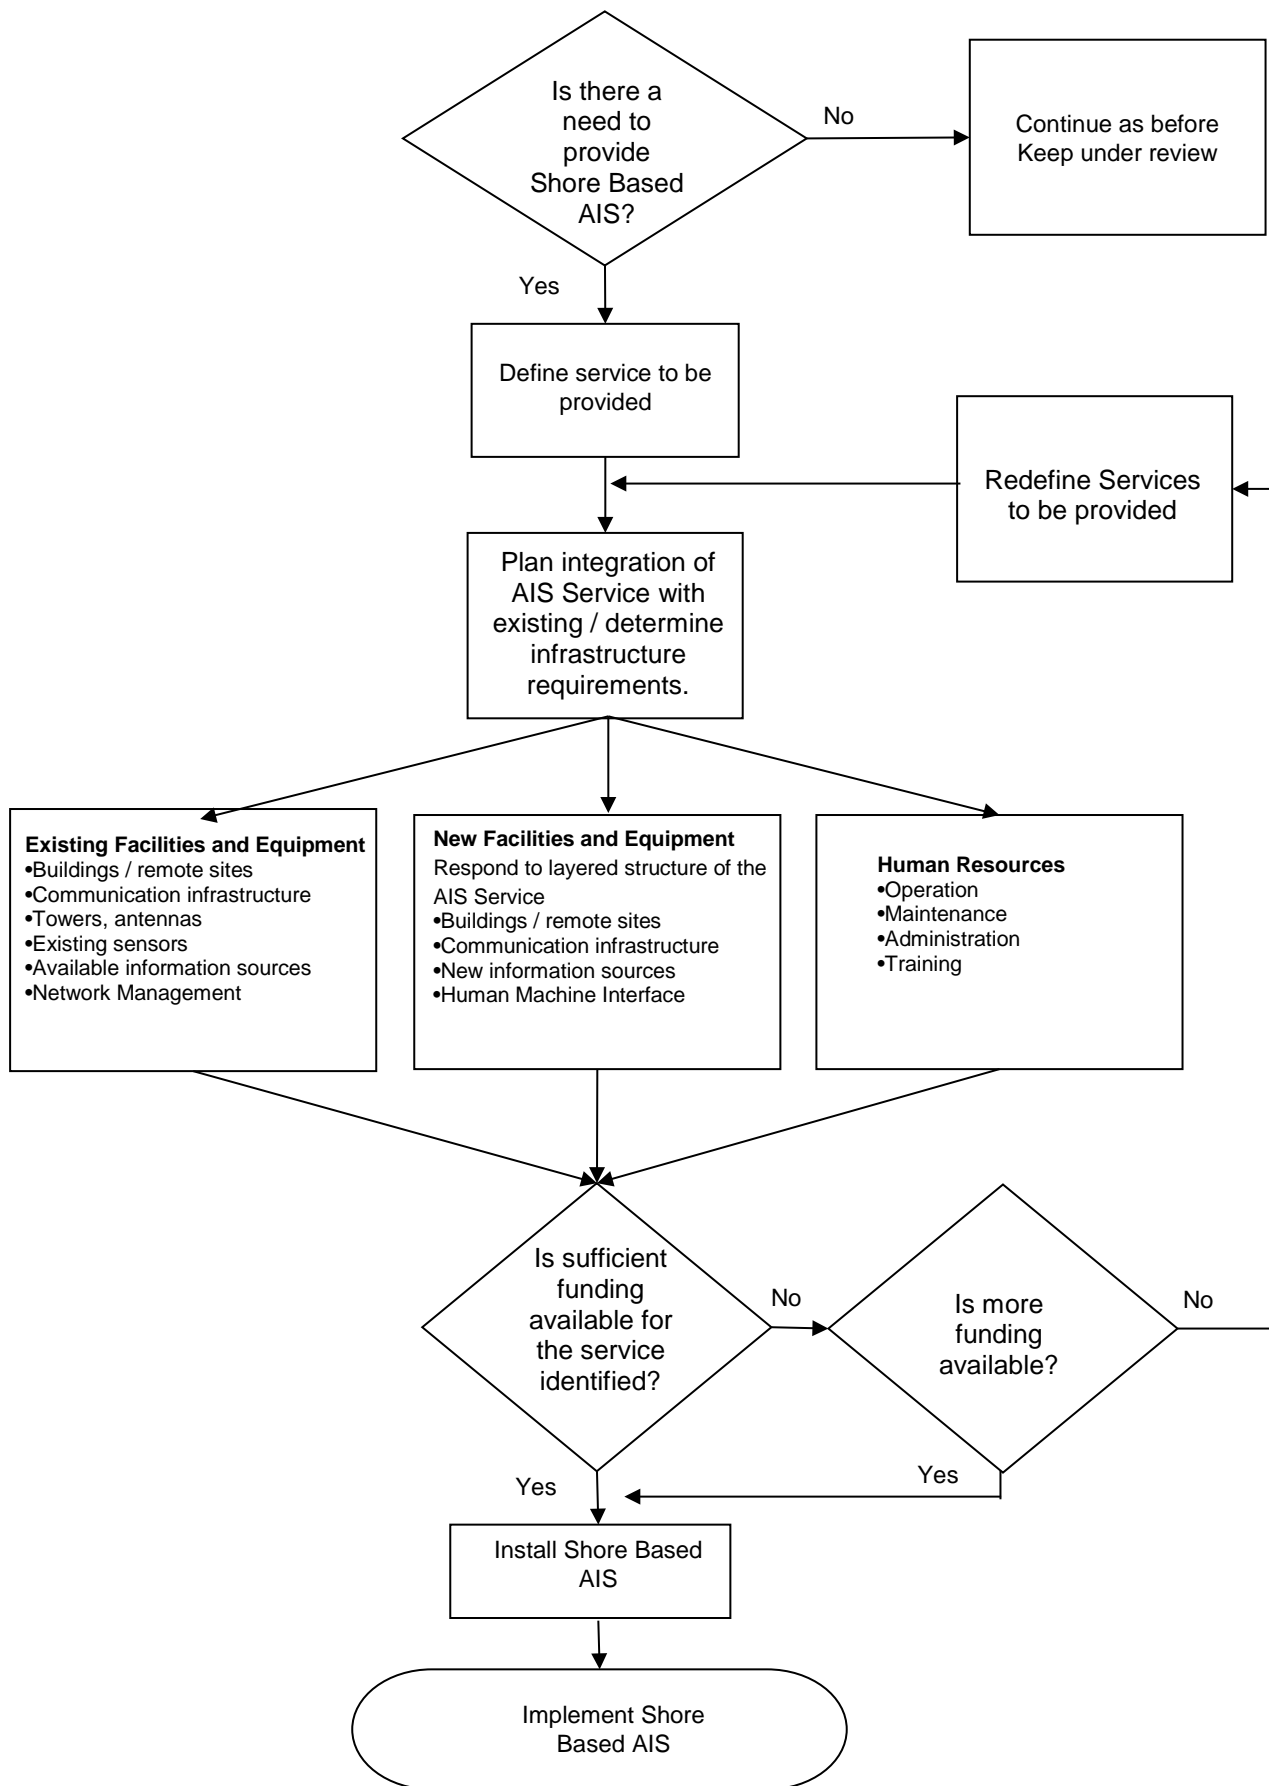 Is there a
need to
provide
Shore Based
AIS?
No
Continue as before
Keep under review
Yes
Define service to be
provided
Redefine Services
to be provided
Plan integration of
AIS Service with
existing / determine
infrastructure
requirements.
Existing Facilities and Equipment
•Buildings / remote sites
•Communication infrastructure
•Towers, antennas
•Existing sensors
•Available information sources
•Network Management
New Facilities and Equipment
Respond to layered structure of the
AIS Service
•Buildings / remote sites
•Communication infrastructure
•New information sources
•Human Machine Interface
Human Resources
•Operation
•Maintenance
•Administration
•Training
Is sufficient
funding
available for
the service
identified?
No
Is more
funding
available?
No
Yes
Yes
Install Shore Based
AIS
Implement Shore
Based AIS